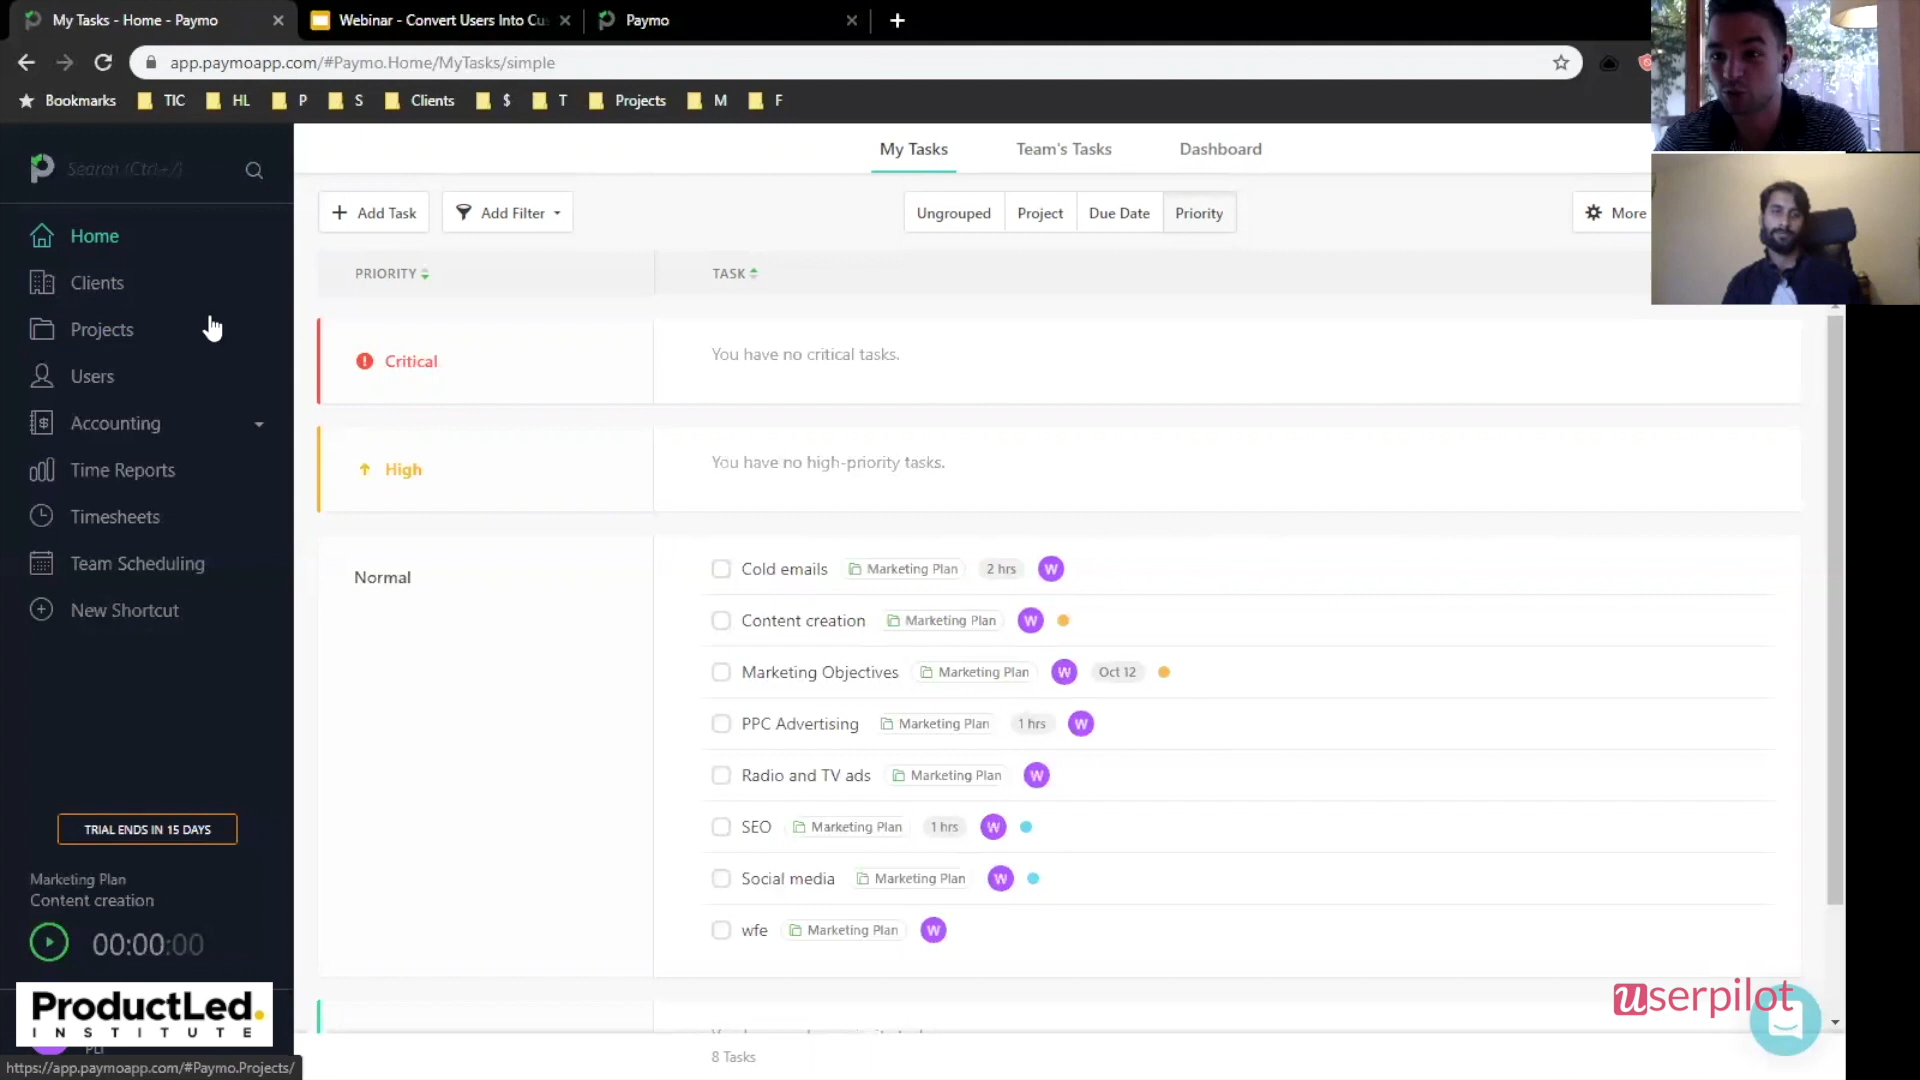 My Tasks - Home - Paymo
Webinar - Convert Users Into Cu
Paymo
app.paymoapp.com/#Paymo.Home/MyTasks/simple
Bookmarks TIC HL P S Clients $ T Projects M F
Search (Ctrl+/)
My Tasks Team's Tasks Dashboard
Add Task Add Filter Ungrouped Project Due Date Priority More
Home
Clients
Projects
Users
Accounting
Time Reports
Timesheets
Team Scheduling
New Shortcut
PRIORITY TASK
Critical You have no critical tasks.
High You have no high-priority tasks.
Normal
Cold emails Marketing Plan 2 hrs W
Content creation Marketing Plan W
Marketing Objectives Marketing Plan W Oct 12
PPC Advertising Marketing Plan 1 hrs W
Radio and TV ads Marketing Plan W
SEO Marketing Plan 1 hrs W
Social media Marketing Plan W
wfe Marketing Plan W
8 Tasks
TRIAL ENDS IN 15 DAYS
Marketing Plan
Content creation
00:00:00
ProductLed.
INSTITUTE
PLI
userpilot
https://app.paymoapp.com/#Paymo.Projects/